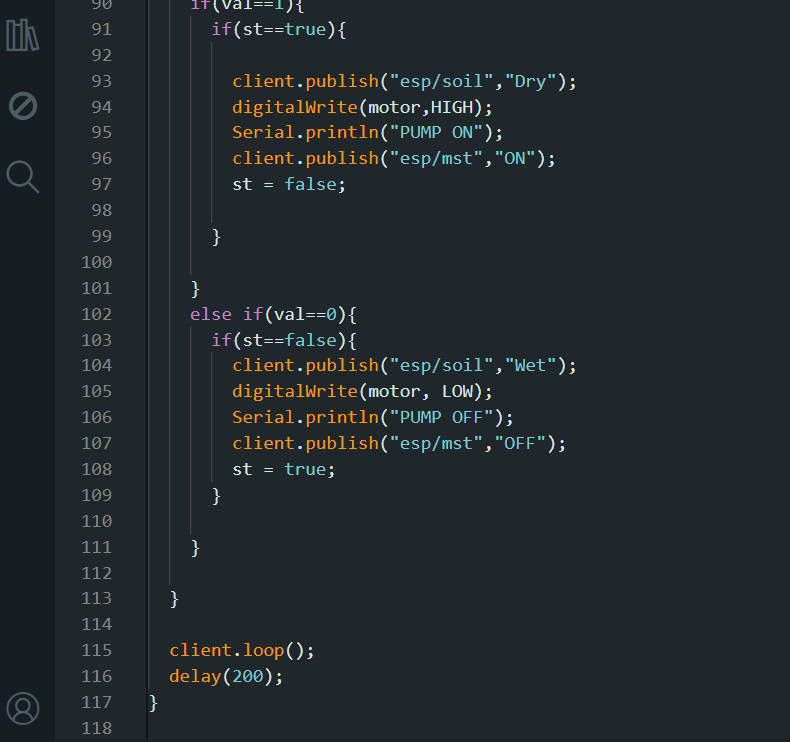 90 if(val==1){
91 if(st==true){
92
93 client.publish("esp/soil","Dry");
94 digitalWrite(motor,HIGH);
95 Serial.println("PUMP ON");
96 client.publish("esp/mst","ON");
97 st = false;
98
99 }
100
101 }
102 else if(val==0){
103 if(st==false){
104 client.publish("esp/soil","Wet");
105 digitalWrite(motor, LOW);
106 Serial.println("PUMP OFF");
107 client.publish("esp/mst","OFF");
108 st = true;
109 }
110
111 }
112
113 }
114
115 client.loop();
116 delay(200);
117 }
118